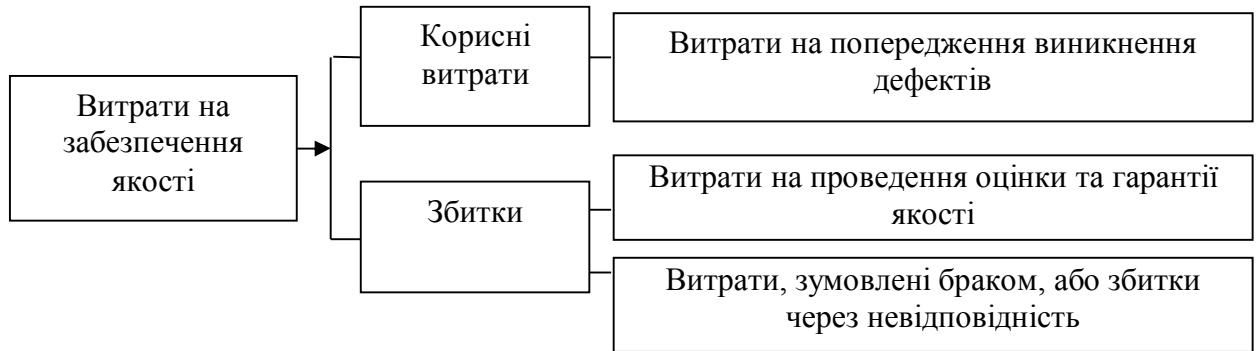 Витрати на
забезпечення
якості
Корисні
витрати
Витрати на попередження виникнення
дефектів
Збитки
Витрати на проведення оцінки та гарантії
якості
Витрати, зумовлені браком, або збитки
через невідповідність